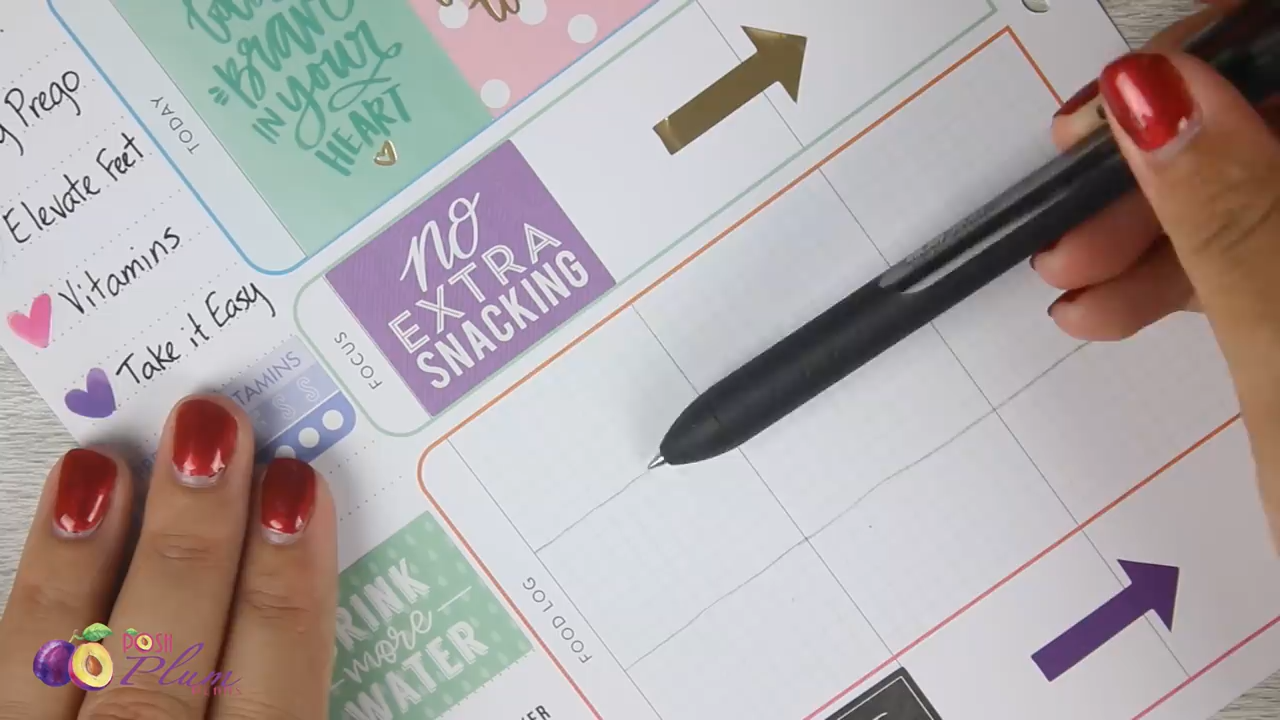 Brave
IN your
HEART
TODAY
Prego
Elevate Feet
Vitamins
Take it Easy
no
EXTRA
SNACKING
FOCUS
FOOD LOG
more
WATER
POSH
Plum